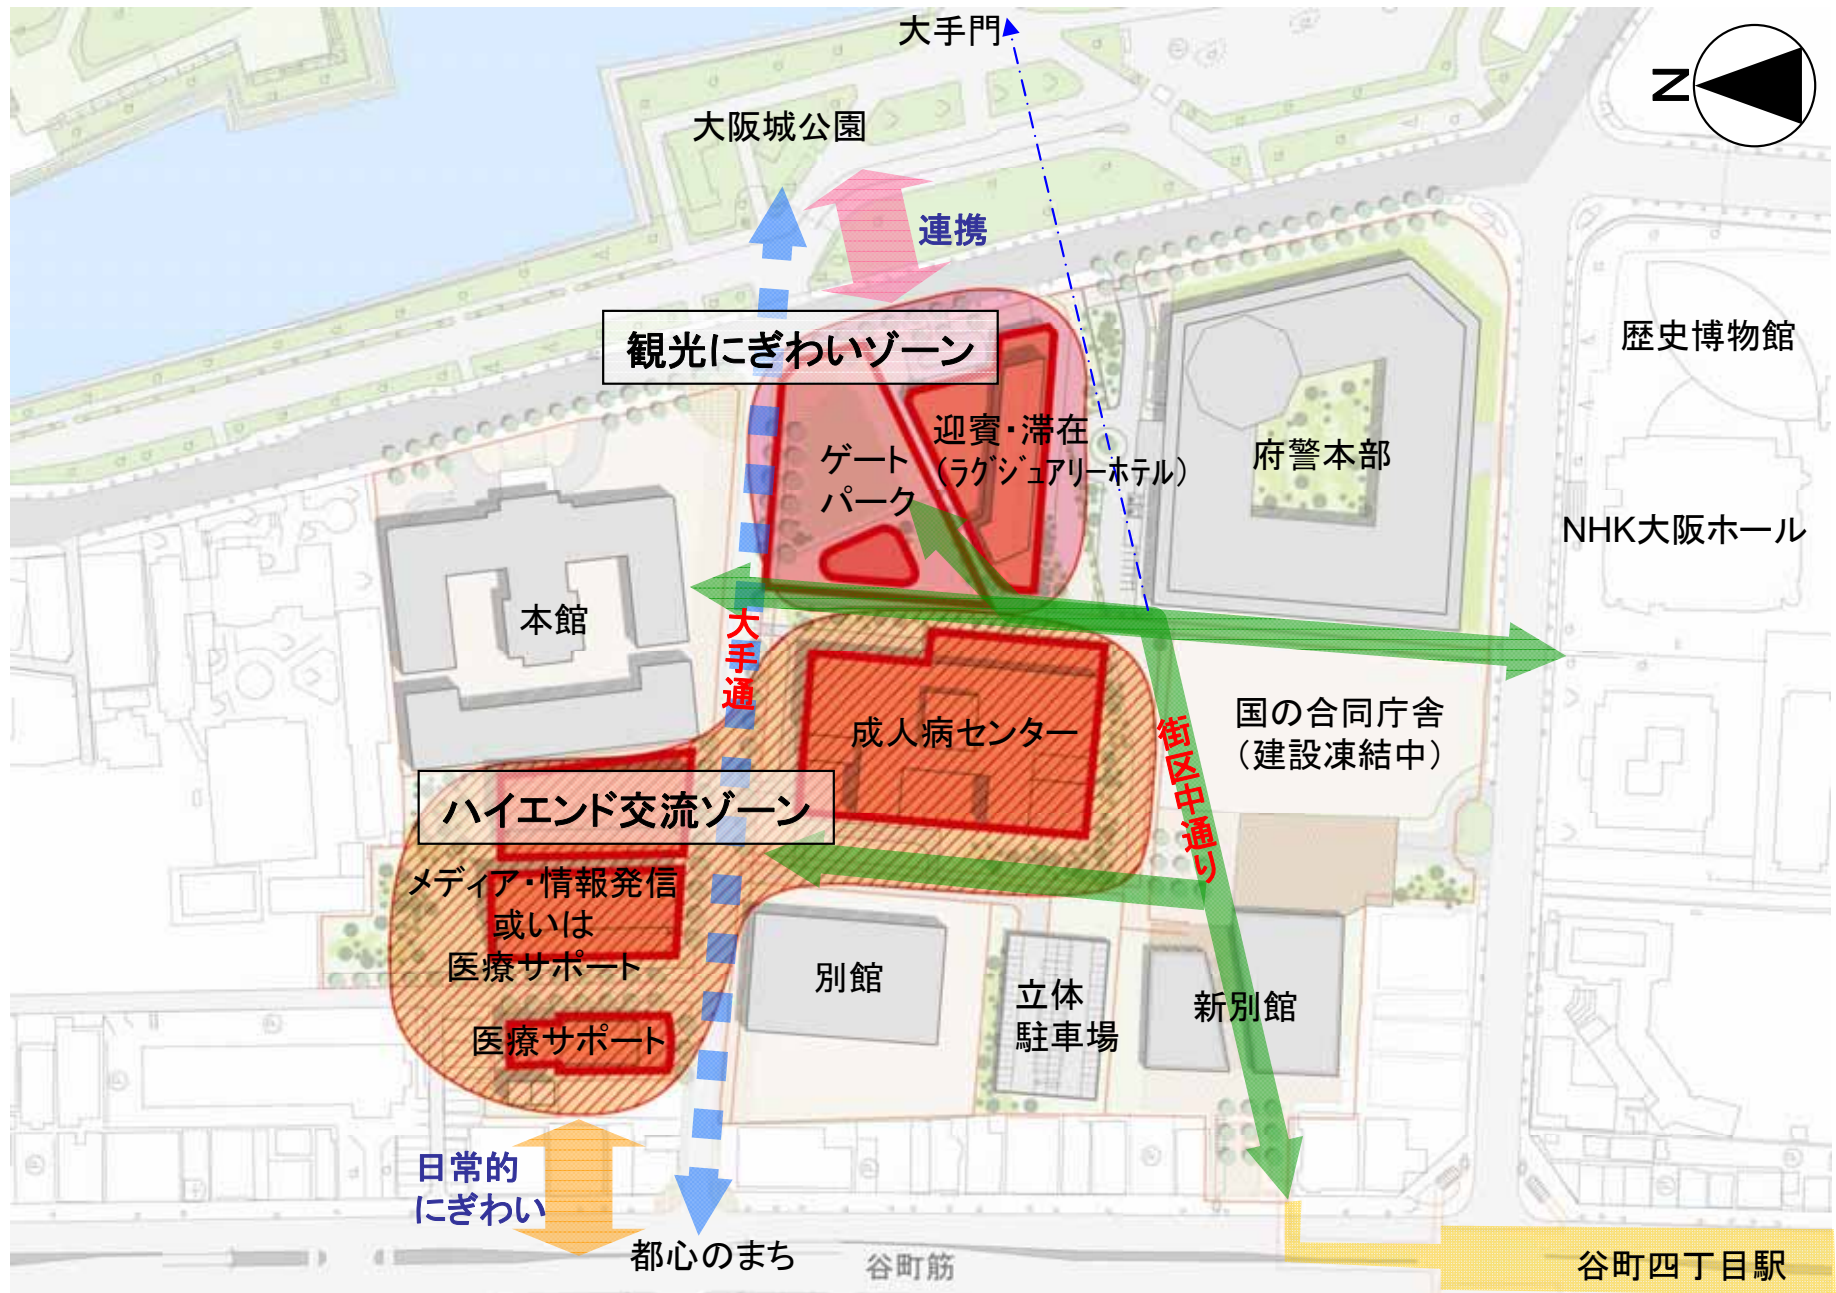 大手門
N
大阪城公園
連携
観光にぎわいゾーン
歴史博物館
迎賓・滞在
（ラグジュアリーホテル）
ゲート
パーク
府警本部
NHK大阪ホール
本館
大手通
成人病センター
国の合同庁舎
（建設凍結中）
街区中通り
ハイエンド交流ゾーン
メディア・情報発信
或いは
医療サポート
別館
立体
駐車場
新別館
医療サポート
日常的
にぎわい
都心のまち
谷町筋
谷町四丁目駅